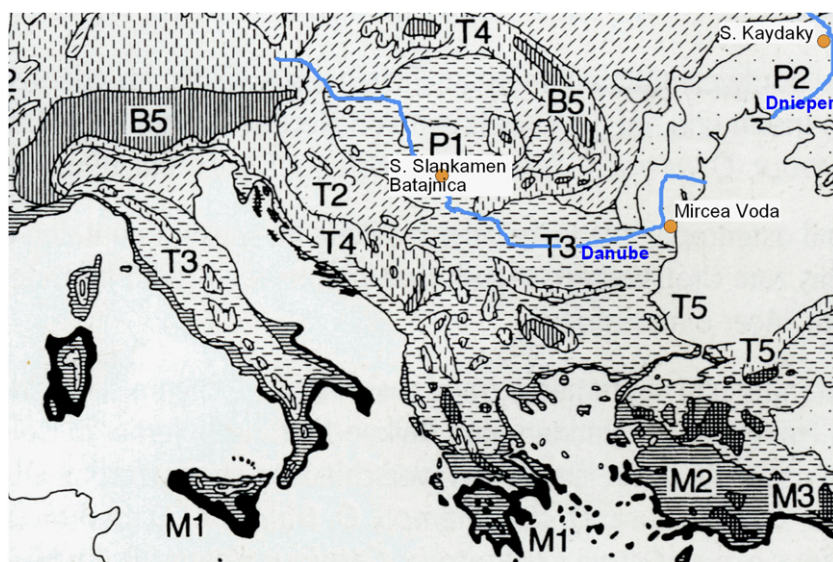 T4
S. Kaydaky
P2
Dnieper
B5
B5
P1
S. Slankamen
Batajnica
T2
Mircea Voda
T4
T3
T3
Danube
T5
T5
M2
M3
M1
M1